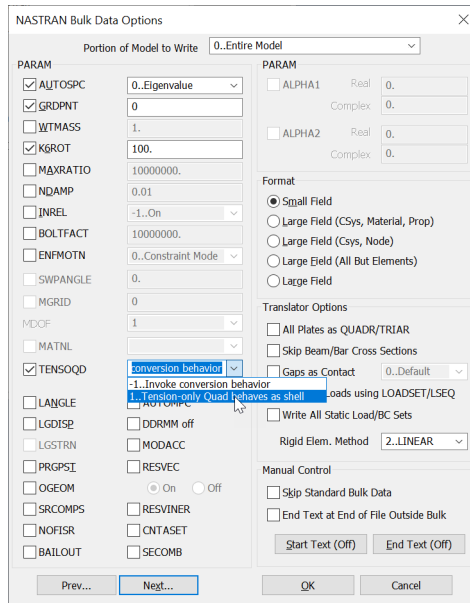 NASTRAN Bulk Data Options
Portion of Model to Write 0..Entire Model
PARAM
AUTOSPC 0..Eigenvalue
GRDPNT 0
WTMASS 1.
K6ROT 100.
MAXRATIO 10000000.
NDAMP 0.01
INREL -1..On
BOLTFACT 10000000.
ENFMOTN 0..Constraint Mode
SWPANGLE 0.
MGRID 0
MDOF 1
MATNL
TENSOQD conversion behavior
-1..Invoke conversion behavior
1..Tension-only Quad behaves as shell
LANGLE AUTOMPC
LGDISP DDRMM off
LGSTRN MODACC
PRGPST RESVEC
OGEOM On Off
SRCOMPS RESVINER
NOFISR CNTASET
BAILOUT SECOMB
PARAM
ALPHA1 Real 0.
Complex 0.
ALPHA2 Real 0.
Complex 0.
Format
Small Field
Large Field (CSys, Material, Prop)
Large Field (Csys, Node)
Large Field (All But Elements)
Large Field
Translator Options
All Plates as QUADR/TRIAR
Skip Beam/Bar Cross Sections
Gaps as Contact 0..Default
Loads using LOADSET/LSEQ
Write All Static Load/BC Sets
Rigid Elem. Method 2..LINEAR
Manual Control
Skip Standard Bulk Data
End Text at End of File Outside Bulk
Start Text (Off) End Text (Off)
Prev... Next... OK Cancel